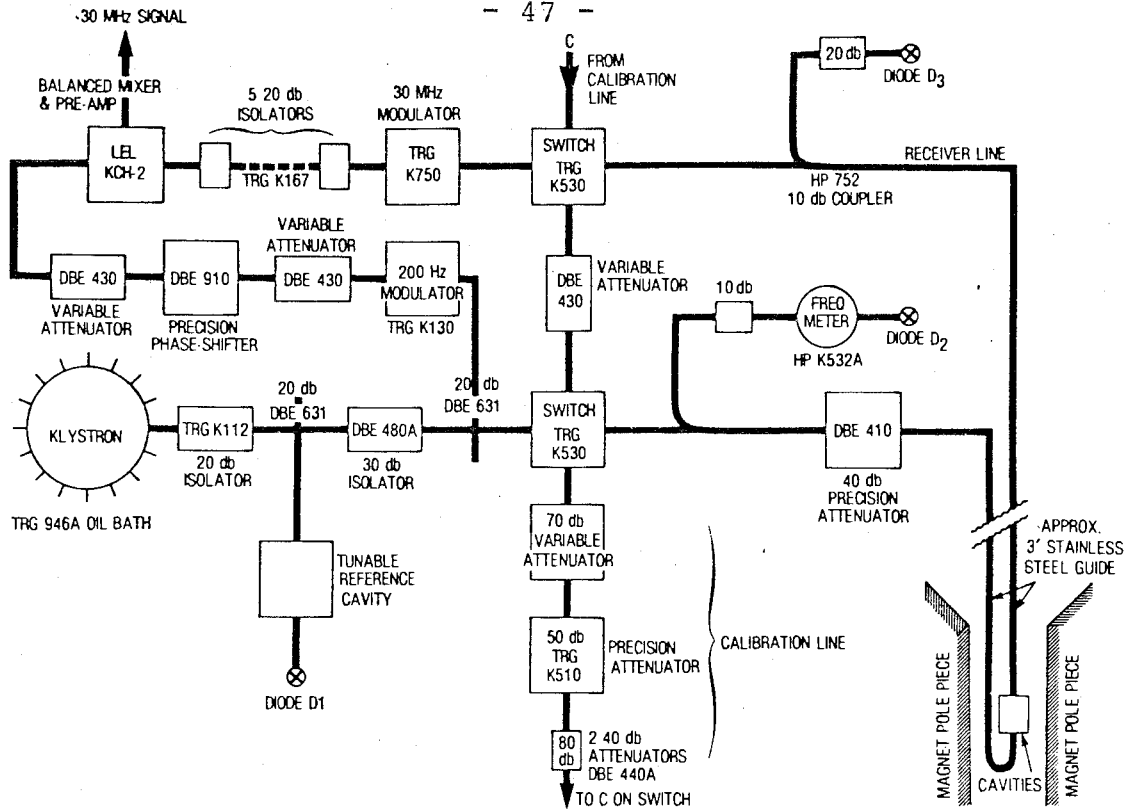 - 47 -
30 MHz SIGNAL
BALANCED MIXER
& PRE-AMP
LEL
KCH-2
5 20 db
ISOLATORS
TRG K167
30 MHz
MODULATOR
TRG
K750
C
FROM
CALIBRATION
LINE
SWITCH
TRG
K530
20 db
DIODE D3
HP 752
10 db COUPLER
RECEIVER LINE
DBE 430
VARIABLE
ATTENUATOR
DBE 910
PRECISION
PHASE-SHIFTER
VARIABLE
ATTENUATOR
DBE 430
200 Hz
MODULATOR
TRG K130
DBE
430
VARIABLE
ATTENUATOR
10 db
FREQ
METER
HP K532A
DIODE D2
KLYSTRON
TRG 946A OIL BATH
TRG K112
20 db
ISOLATOR
20 db
DBE 631
DBE 480A
30 db
ISOLATOR
20 db
DBE 631
SWITCH
TRG
K530
DBE 410
40 db
PRECISION
ATTENUATOR
TUNABLE
REFERENCE
CAVITY
DIODE D1
70 db
VARIABLE
ATTENUATOR
50 db
TRG
K510
PRECISION
ATTENUATOR
CALIBRATION LINE
80
db
2 40 db
ATTENUATORS
DBE 440A
TO C ON SWITCH
APPROX.
3' STAINLESS
STEEL GUIDE
MAGNET POLE PIECE
MAGNET POLE PIECE
CAVITIES